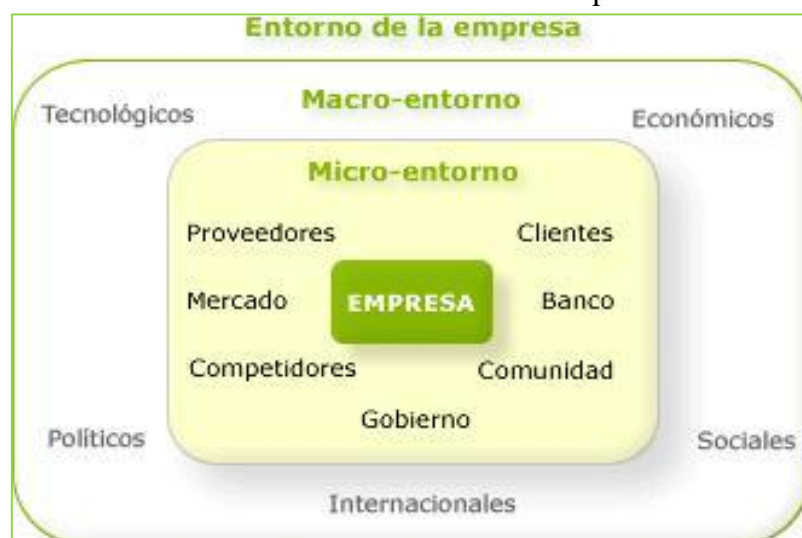 Entorno de la empresa
Macro-entorno
Tecnológicos
Económicos
Micro-entorno
Proveedores
Clientes
Mercado
EMPRESA
Banco
Competidores
Comunidad
Gobierno
Políticos
Sociales
Internacionales